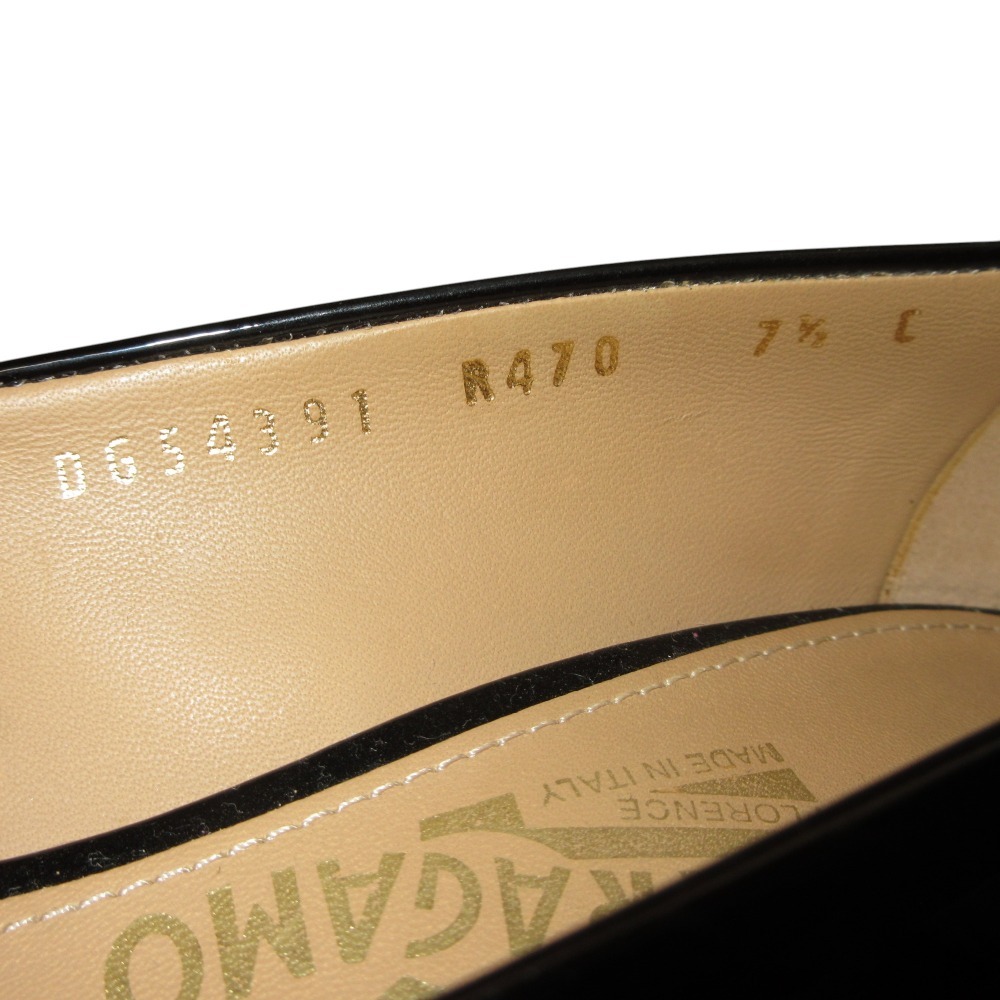 DG54391 R470 7½ C
RAGAMO
LORENCE
MADE IN ITALY